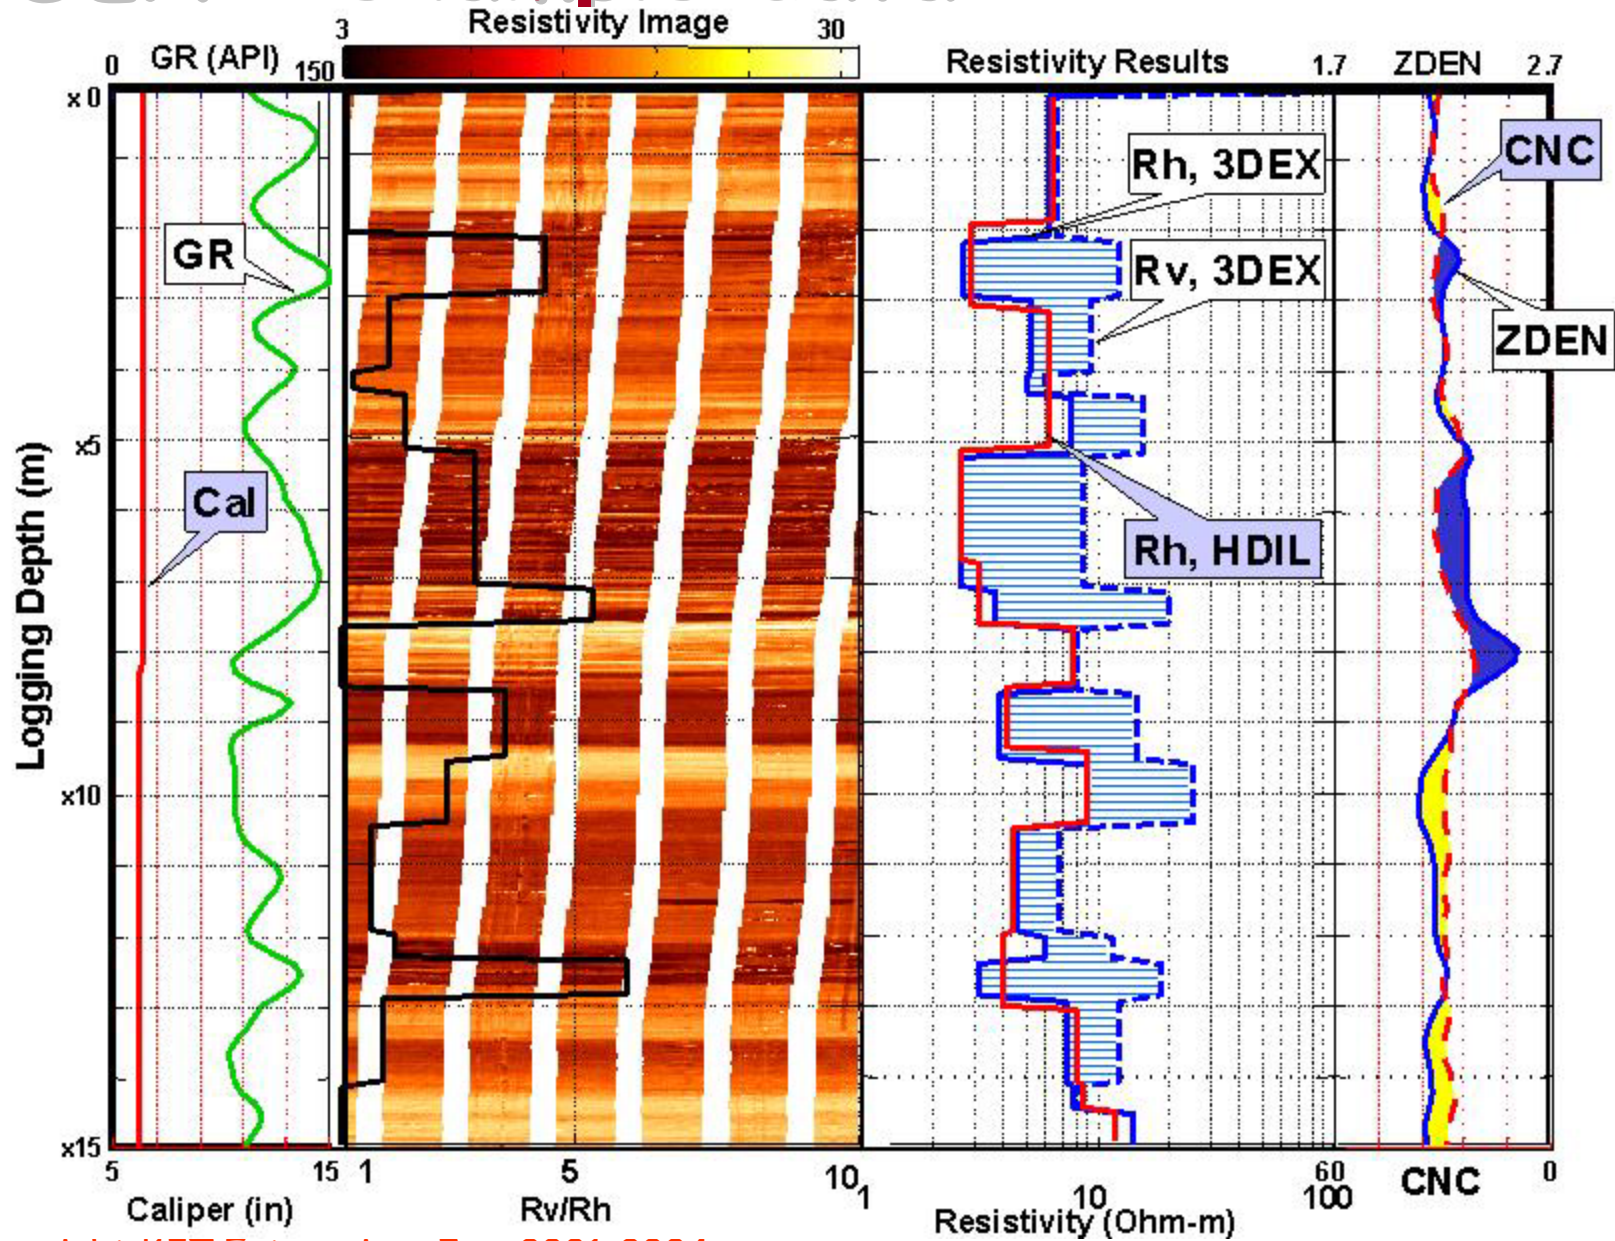 Resistivity Image
3 30
0 GR (API) 150
Resistivity Results
1.7 ZDEN 2.7
x 0
CNC
Rh, 3DEX
GR
Rv, 3DEX
ZDEN
x5
Cal
Rh, HDIL
Logging Depth (m)
x10
x15
5 15
1 5 10
1 10 100
60 CNC 0
Caliper (in)
Rv/Rh
Resistivity (Ohm-m)